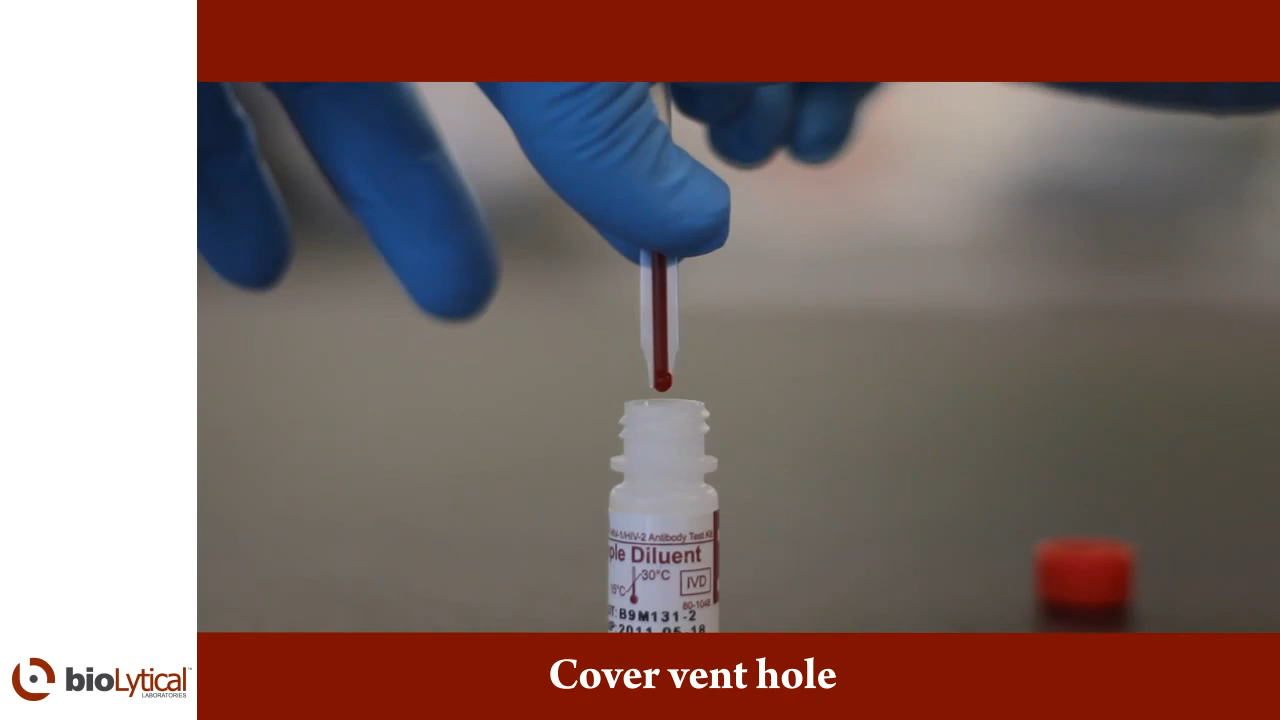 HIV-1/HIV-2 Antibody Test Kit
ple Diluent
30°C
15°C
IVD
80-1048
T: B9M131-2
P: 2011-05-18
Cover vent hole
bioLytical™
LABORATORIES